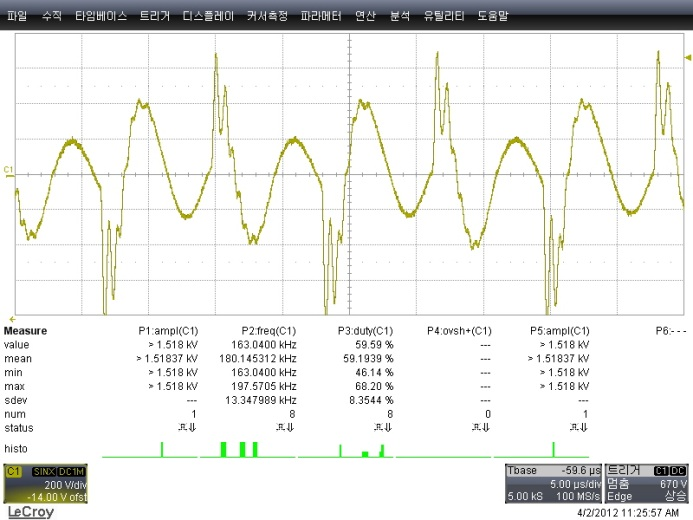 파일 수직 타임베이스 트리거 디스플레이 커서측정 파라메터 연산 분석 유틸리티 도움말
C1
Measure P1:ampl(C1) P2:freq(C1) P3:duty(C1) P4:ovsh+(C1) P5:ampl(C1) P6:---
value > 1.518 kV 163.0400 kHz 59.59 % --- > 1.518 kV
mean > 1.51837 kV 180.145312 kHz 59.1939 % --- > 1.51837 kV
min > 1.518 kV 163.0400 kHz 46.14 % --- > 1.518 kV
max > 1.518 kV 197.5705 kHz 68.20 % --- > 1.518 kV
sdev --- 13.347989 kHz 8.3544 % --- ---
num 1 8 8 0 1
status
histo
C1 SINX DC1M
200 V/div
-14.00 V ofst
Tbase -59.6 µs
5.00 µs/div
5.00 kS 100 MS/s
트리거 C1 DC
멈춤 670 V
Edge 상승
LeCroy
4/2/2012 11:25:57 AM